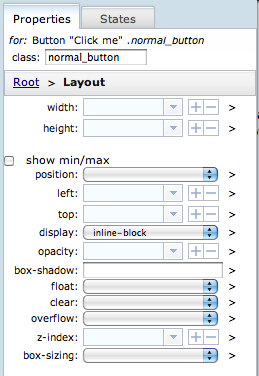 Properties States
for: Button "Click me" .normal_button
class: normal_button
Root > Layout
width: >
height: >
show min/max
position: >
left: >
top: >
display: inline-block >
opacity: >
box-shadow: >
float: >
clear: >
overflow: >
z-index: >
box-sizing: >